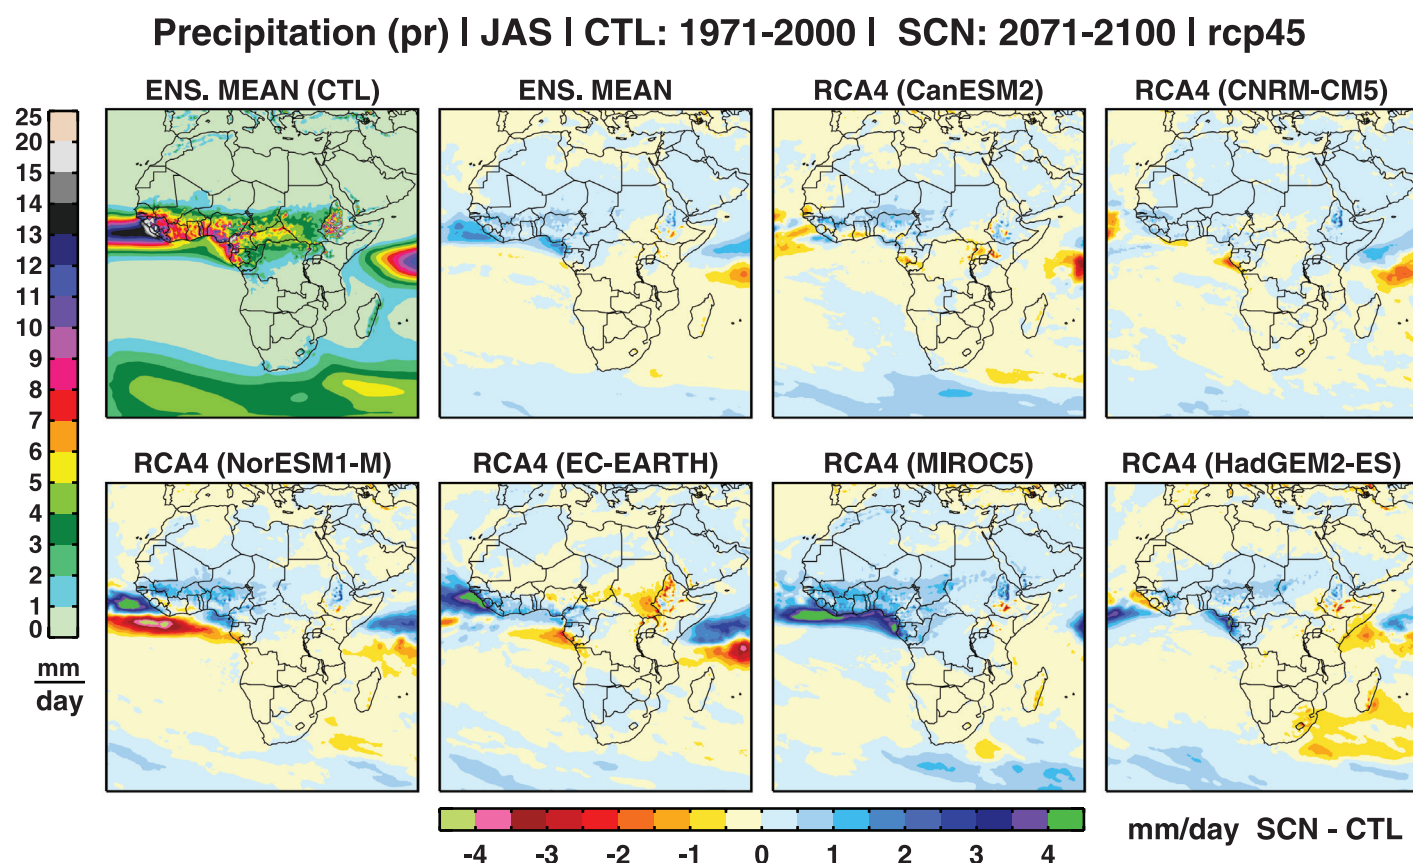 Precipitation (pr) | JAS | CTL: 1971-2000 | SCN: 2071-2100 | rcp45
ENS. MEAN (CTL)
ENS. MEAN
RCA4 (CanESM2)
RCA4 (CNRM-CM5)
25
20
15
14
13
12
11
10
9
8
7
6
5
4
3
2
1
0
mm
day
RCA4 (NorESM1-M)
RCA4 (EC-EARTH)
RCA4 (MIROC5)
RCA4 (HadGEM2-ES)
-4 -3 -2 -1 0 1 2 3 4
mm/day SCN - CTL